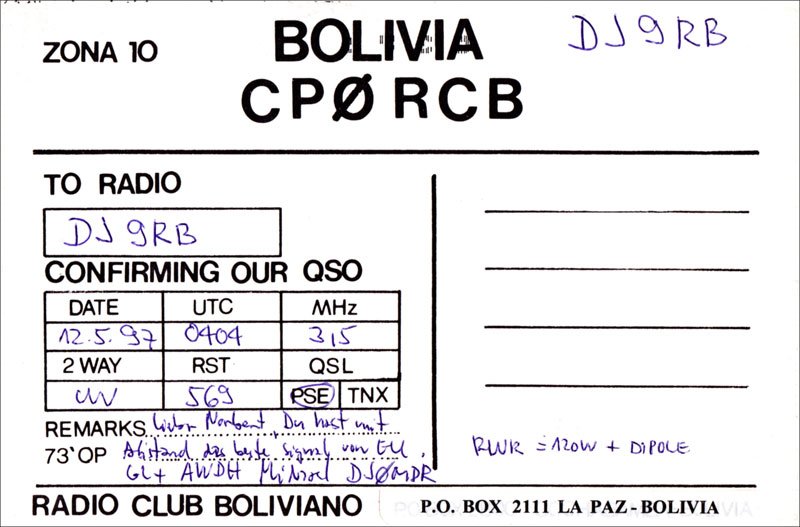 ZONA 10
BOLIVIA
DJ9RB
CPØRCB
TO RADIO
DJ9RB
CONFIRMING OUR QSO
DATE UTC MHz
12.5.97 0404 3,5
2 WAY RST QSL
CW 569 PSE TNX
REMARKS Lieber Norbert, Du hast mit
73'OP Abstand das beste Signal von EU.
GL + AWDH DJØMDR
RWR = 120W + DIPOLE
RADIO CLUB BOLIVIANO
P.O. BOX 2111 LA PAZ - BOLIVIA